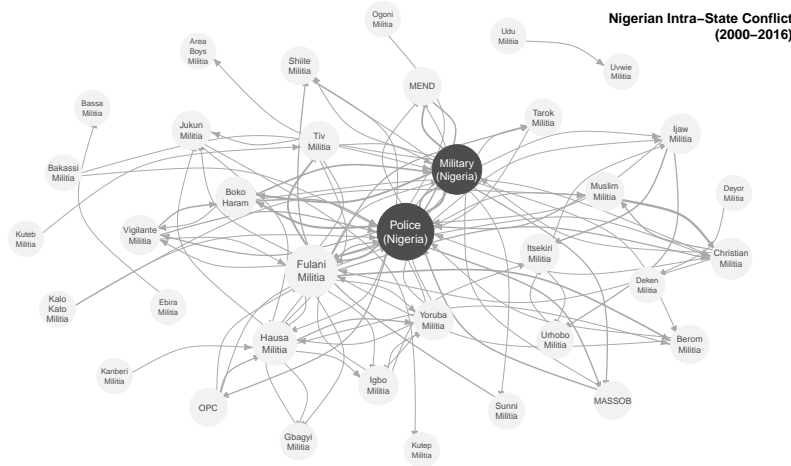 Nigerian Intra−State Conflict
(2000−2016)
Ogoni
Militia
Udu
Militia
Area
Boys
Militia
Shiite
Militia
Uvwie
Militia
MEND
Bassa
Militia
Jukun
Militia
Tiv
Militia
Tarok
Militia
Ijaw
Militia
Bakassi
Militia
Military
(Nigeria)
Boko
Haram
Muslim
Militia
Deyor
Militia
Kuteb
Militia
Vigilante
Militia
Police
(Nigeria)
Itsekiri
Militia
Christian
Militia
Fulani
Militia
Deken
Militia
Kalo
Kato
Militia
Ebira
Militia
Yoruba
Militia
Hausa
Militia
Urhobo
Militia
Berom
Militia
Kanberi
Militia
Igbo
Militia
OPC
Sunni
Militia
MASSOB
Gbagyi
Militia
Kutep
Militia